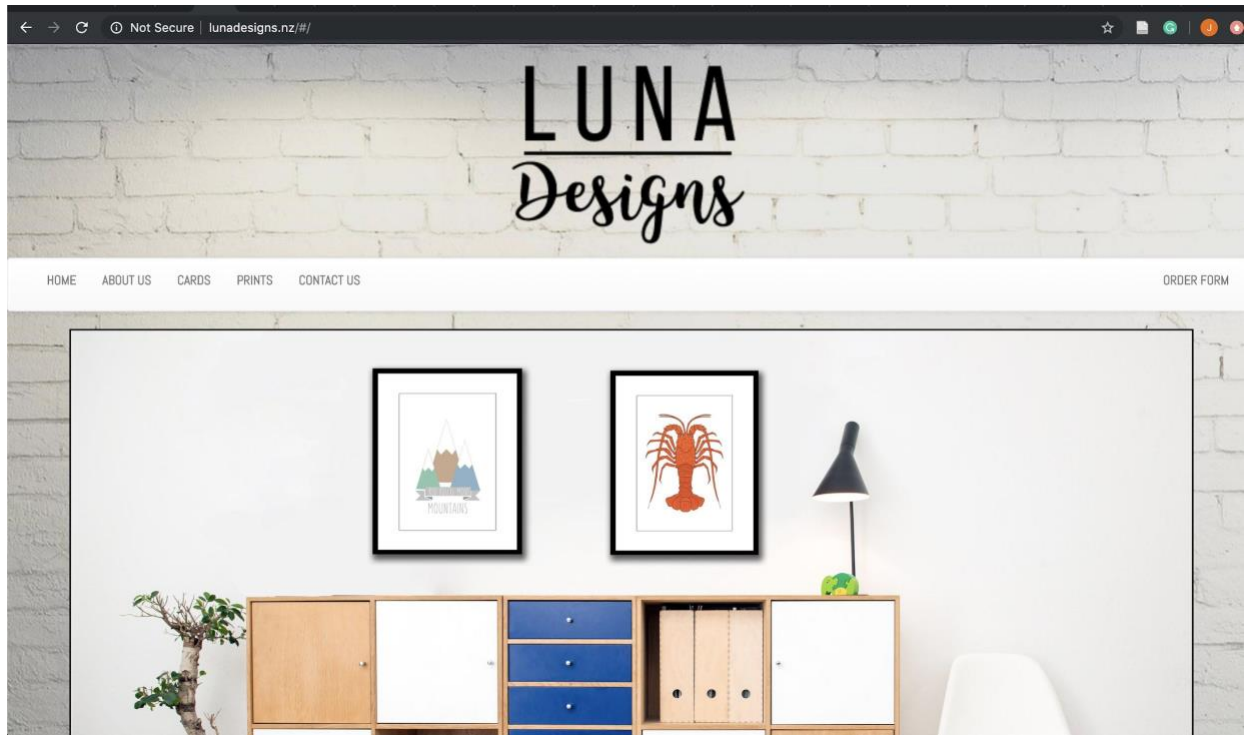 Not Secure | lunadesigns.nz/#/
J
LUNA
Designs
HOME ABOUT US CARDS PRINTS CONTACT US ORDER FORM
MOUNTAINS